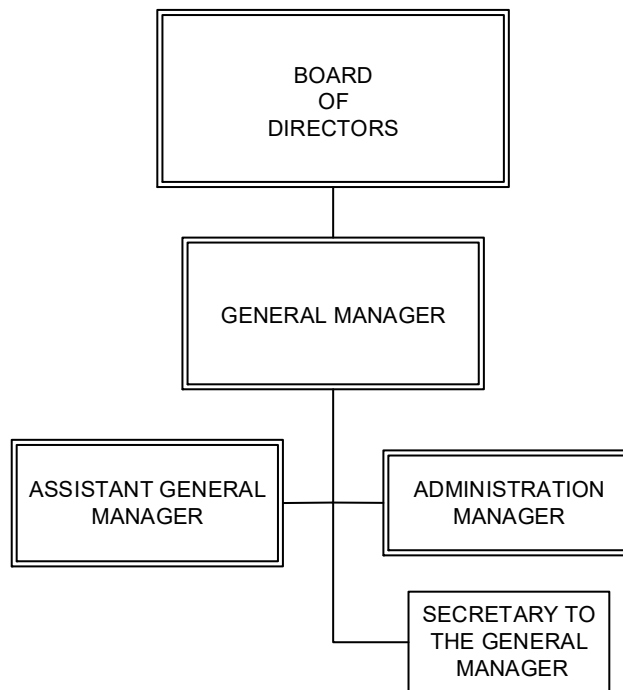 BOARD
OF
DIRECTORS
GENERAL MANAGER
ASSISTANT GENERAL
MANAGER
ADMINISTRATION
MANAGER
SECRETARY TO
THE GENERAL
MANAGER